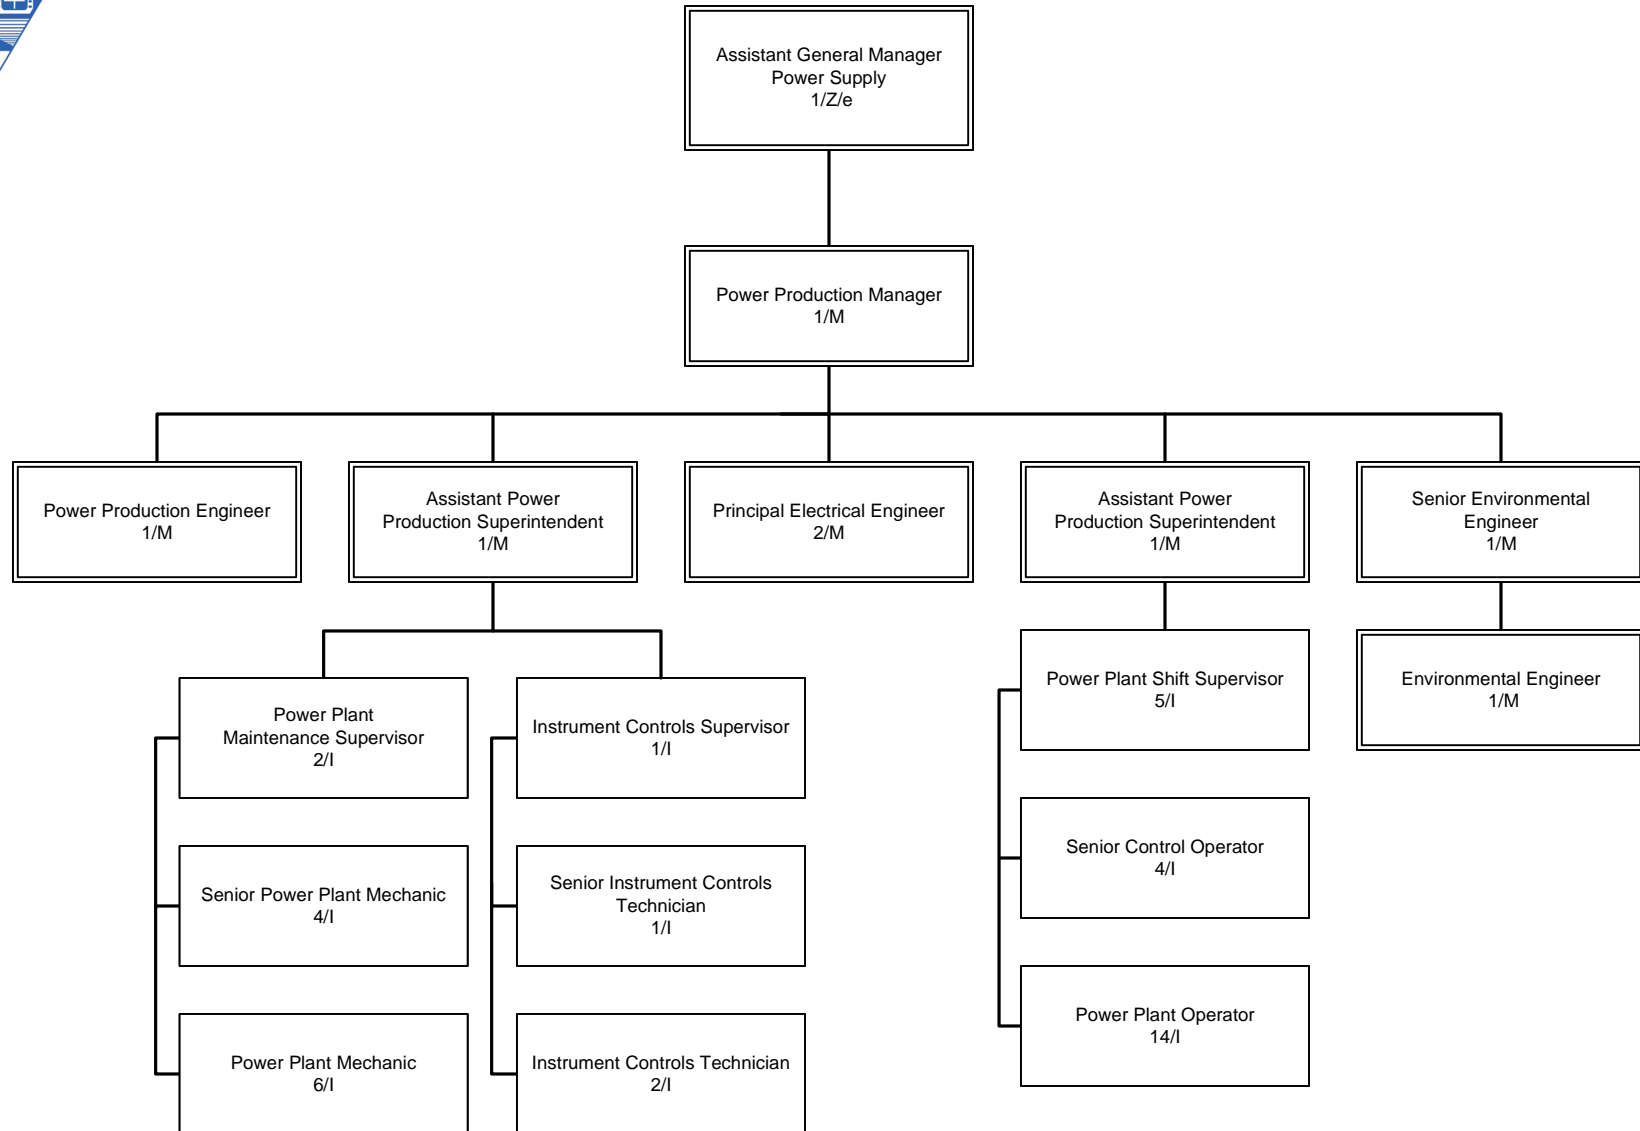 Assistant General Manager
Power Supply
1/Z/e
Power Production Manager
1/M
Power Production Engineer
1/M
Assistant Power
Production Superintendent
1/M
Principal Electrical Engineer
2/M
Assistant Power
Production Superintendent
1/M
Senior Environmental
Engineer
1/M
Power Plant
Maintenance Supervisor
2/I
Instrument Controls Supervisor
1/I
Power Plant Shift Supervisor
5/I
Environmental Engineer
1/M
Senior Power Plant Mechanic
4/I
Senior Instrument Controls
Technician
1/I
Senior Control Operator
4/I
Power Plant Mechanic
6/I
Instrument Controls Technician
2/I
Power Plant Operator
14/I